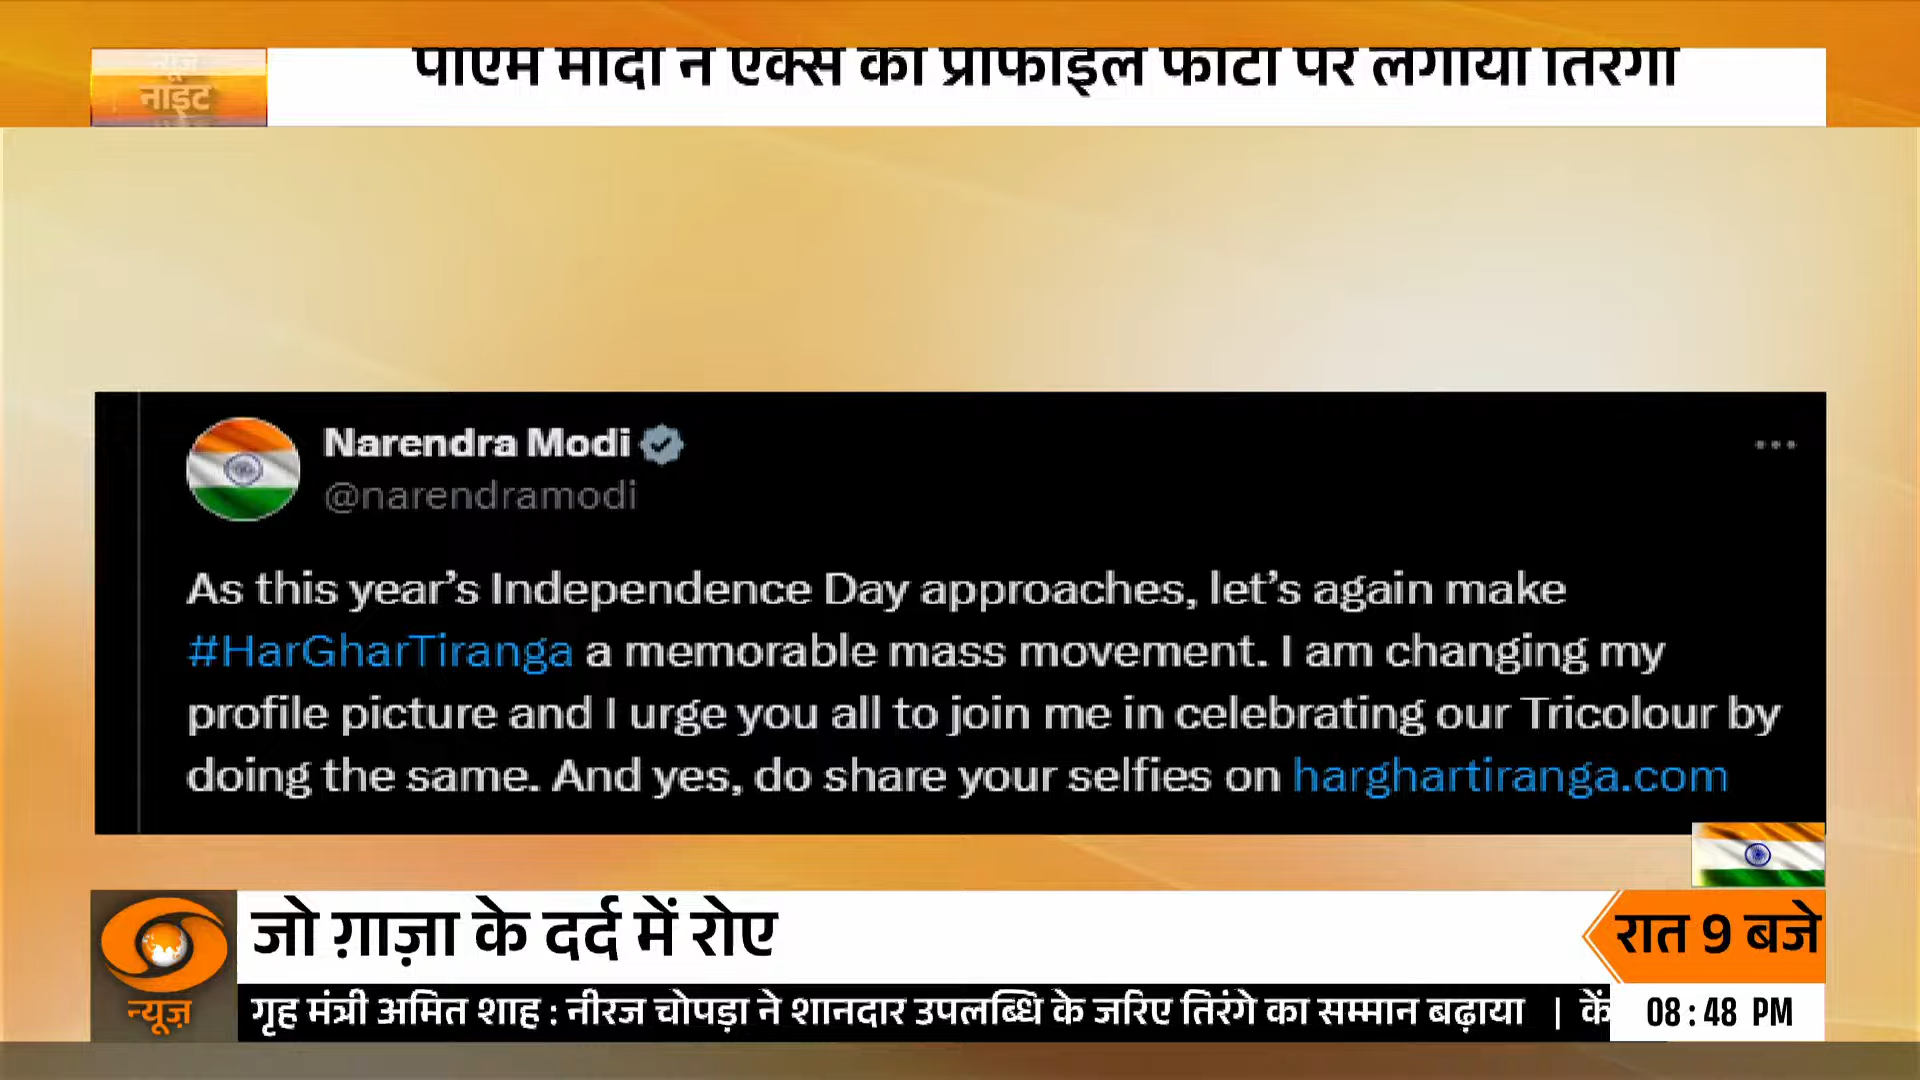 पीएम मोदी ने एक्स की प्रोफाइल फोटो पर लगाया तिरंगा
न्यूज़
नाइट
Narendra Modi
@narendramodi
As this year’s Independence Day approaches, let’s again make
#HarGharTiranga a memorable mass movement. I am changing my
profile picture and I urge you all to join me in celebrating our Tricolour by
doing the same. And yes, do share your selfies on harghartiranga.com
जो ग़ाज़ा के दर्द में रोए
रात 9 बजे
न्यूज़
गृह मंत्री अमित शाह : नीरज चोपड़ा ने शानदार उपलब्धि के जरिए तिरंगे का सम्मान बढ़ाया | कें
08:48 PM